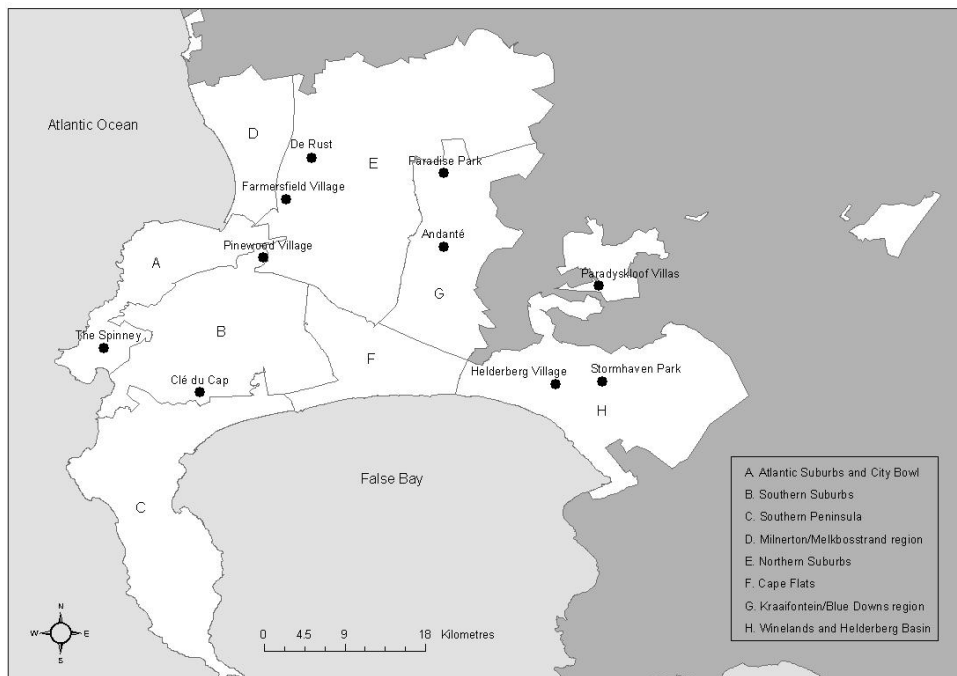 Atlantic Ocean
D
De Rust
E
Paradise Park
Farmersfield Village
Pinewoed Village
Andanté
A
Paradyskloof Villas
G
The Spinney
B
F
Clé du Cap
Helderberg Village
Stormhaven Park
H
False Bay
C
A Atlantic Suburbs and City Bowl
B. Southern Suburbs
C. Southern Peninsula
D. Milnerton/Melkbosstrand region
E. Northern Suburbs
F. Cape Flats
G. Kraaifontein/Blue Downs region
H. Winelands and Helderberg Basin
N
W E
S
0 4.5 9 18 Kilometres